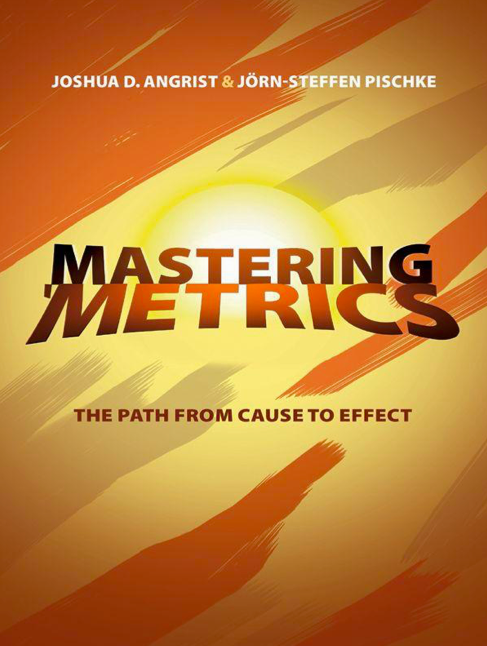 JOSHUA D. ANGRIST & JÖRN-STEFFEN PISCHKE
MASTERING
'METRICS
THE PATH FROM CAUSE TO EFFECT